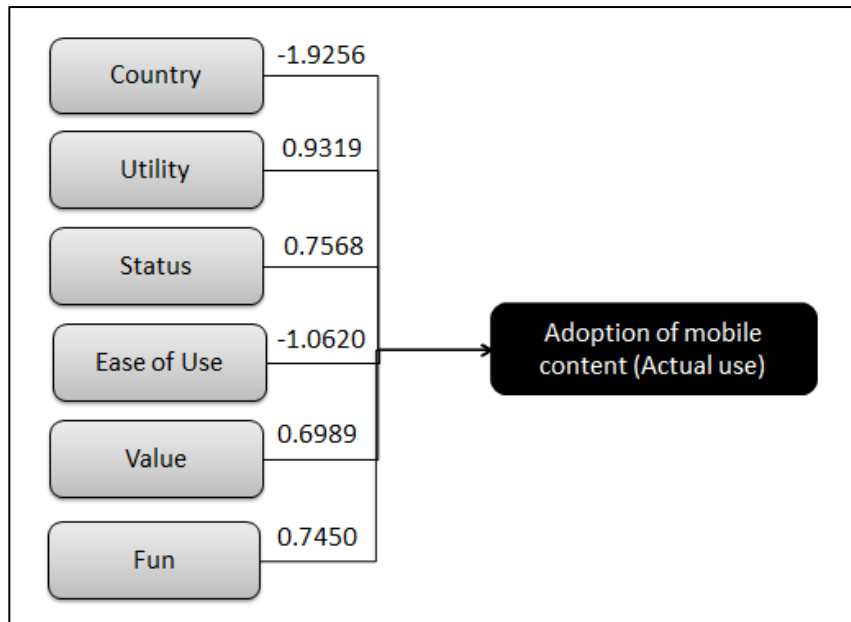 Country
-1.9256
Utility
0.9319
Status
0.7568
Ease of Use
-1.0620
Value
0.6989
Fun
0.7450
Adoption of mobile
content (Actual use)